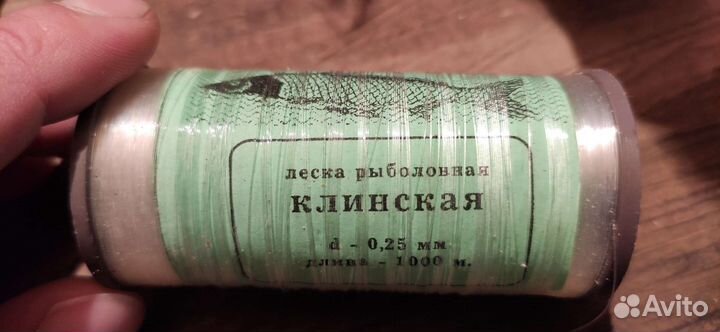 леска рыболовная
КЛИНСКАЯ
d - 0,25 мм
длина - 1000 м.
Avito